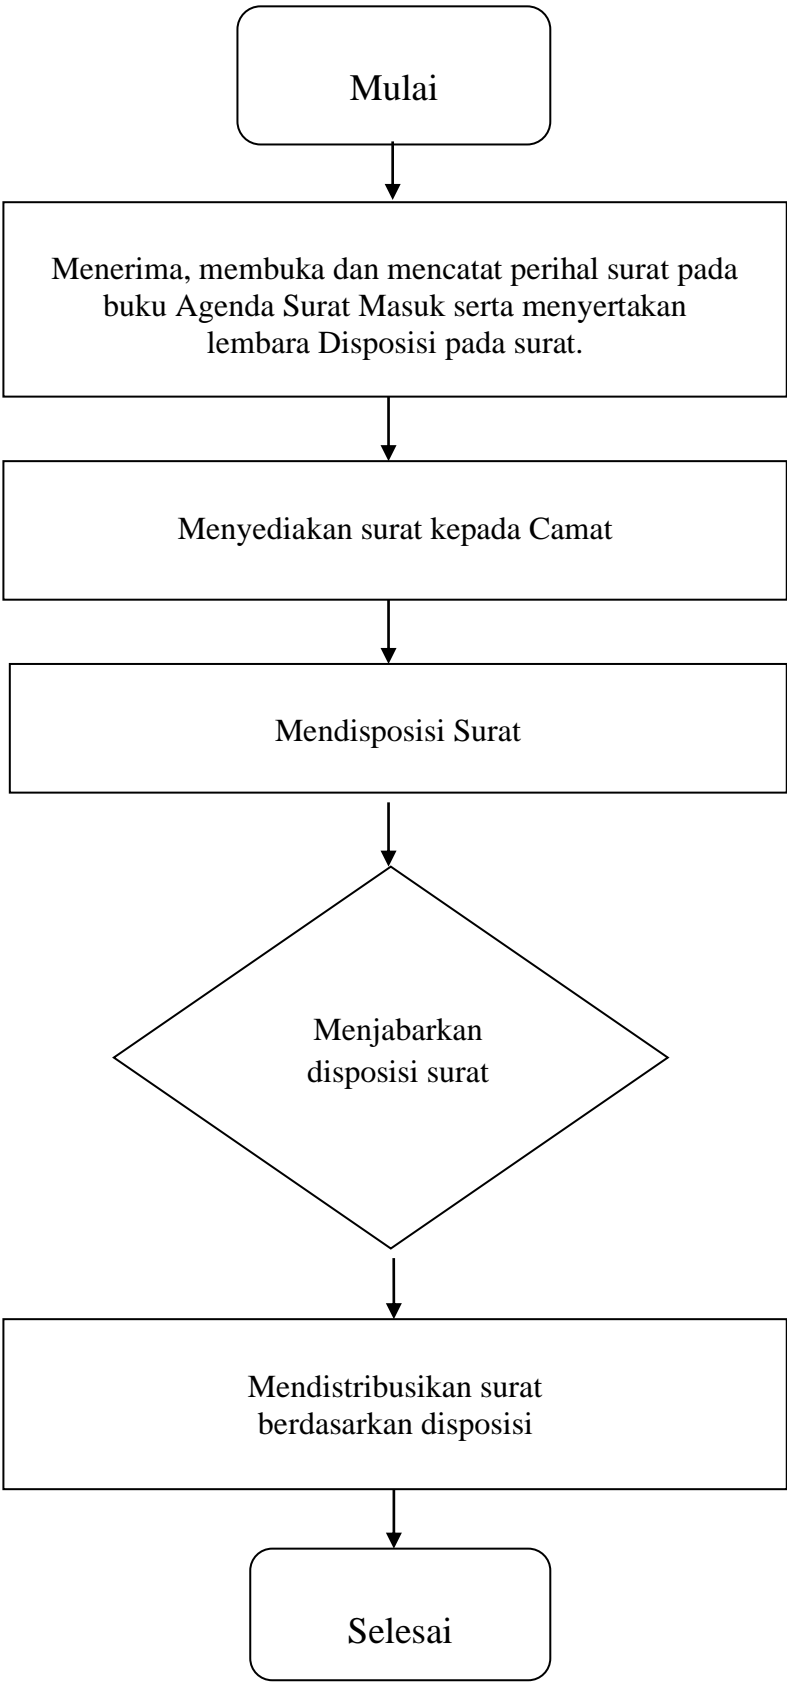 Mulai
Menerima, membuka dan mencatat perihal surat pada
buku Agenda Surat Masuk serta menyertakan
lembara Disposisi pada surat.
Menyediakan surat kepada Camat
Mendisposisi Surat
Menjabarkan
disposisi surat
Mendistribusikan surat
berdasarkan disposisi
Selesai